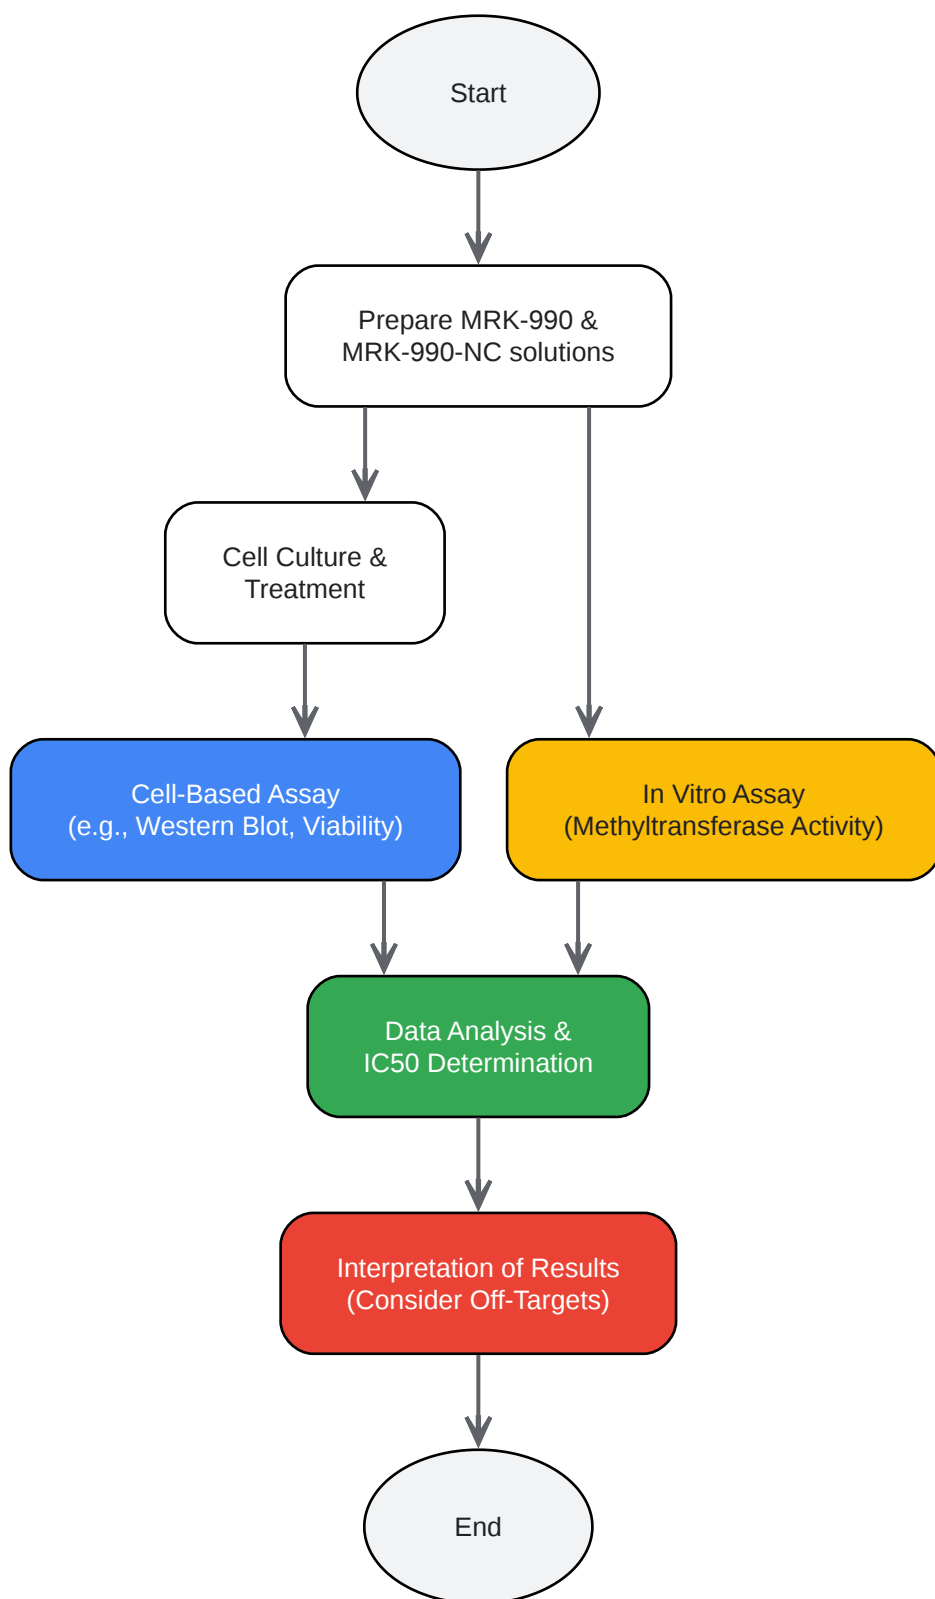 Start
Prepare MRK-990 &
MRK-990-NC solutions
Cell Culture &
Treatment
Cell-Based Assay
(e.g., Western Blot, Viability)
In Vitro Assay
(Methyltransferase Activity)
Data Analysis &
IC50 Determination
Interpretation of Results
(Consider Off-Targets)
End